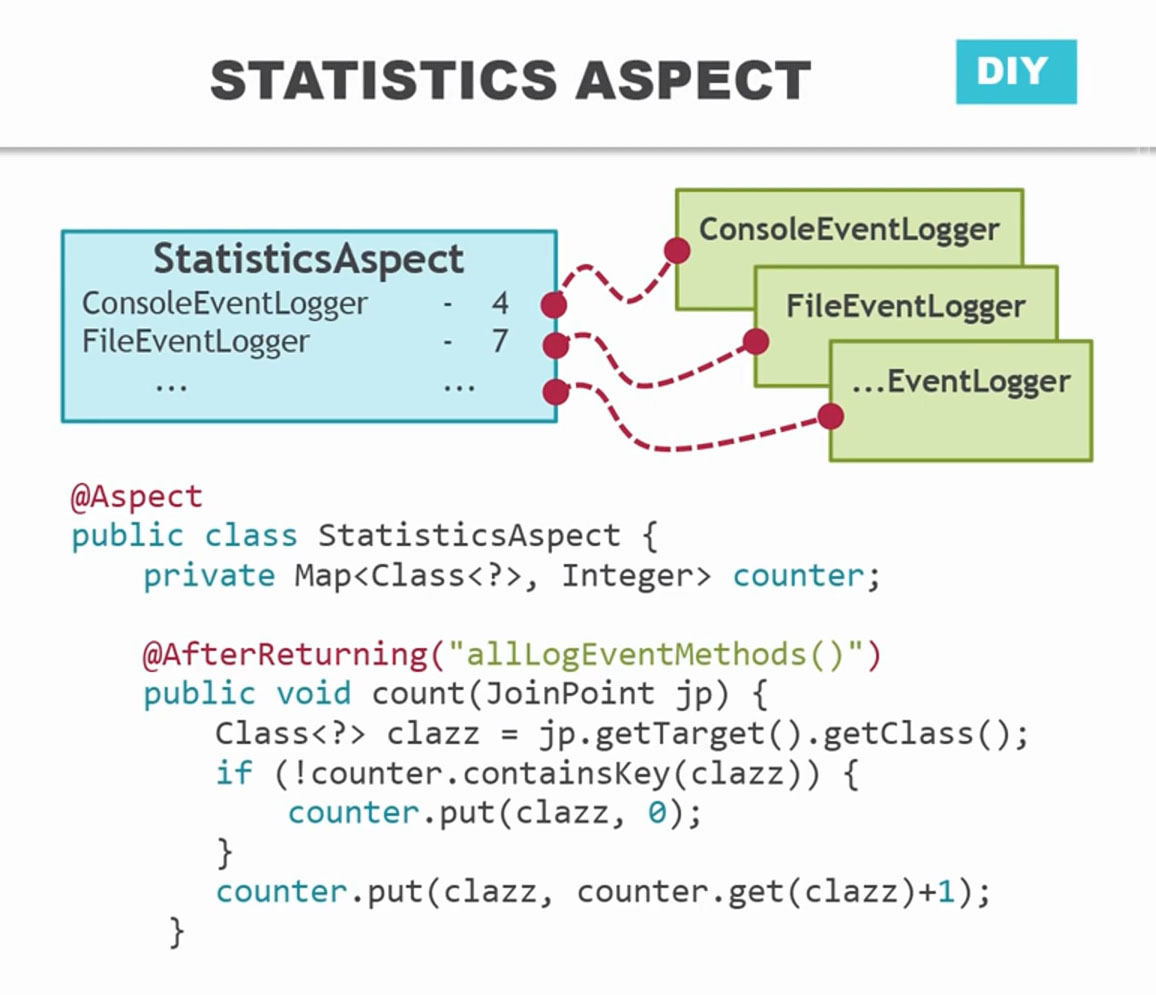 STATISTICS ASPECT
DIY
StatisticsAspect
ConsoleEventLogger - 4
FileEventLogger - 7
... ...
ConsoleEventLogger
FileEventLogger
...EventLogger
@Aspect
public class StatisticsAspect {
private Map<Class<?>, Integer> counter;
@AfterReturning("allLogEventMethods()")
public void count(JoinPoint jp) {
Class<?> clazz = jp.getTarget().getClass();
if (!counter.containsKey(clazz)) {
counter.put(clazz, 0);
}
counter.put(clazz, counter.get(clazz)+1);
}